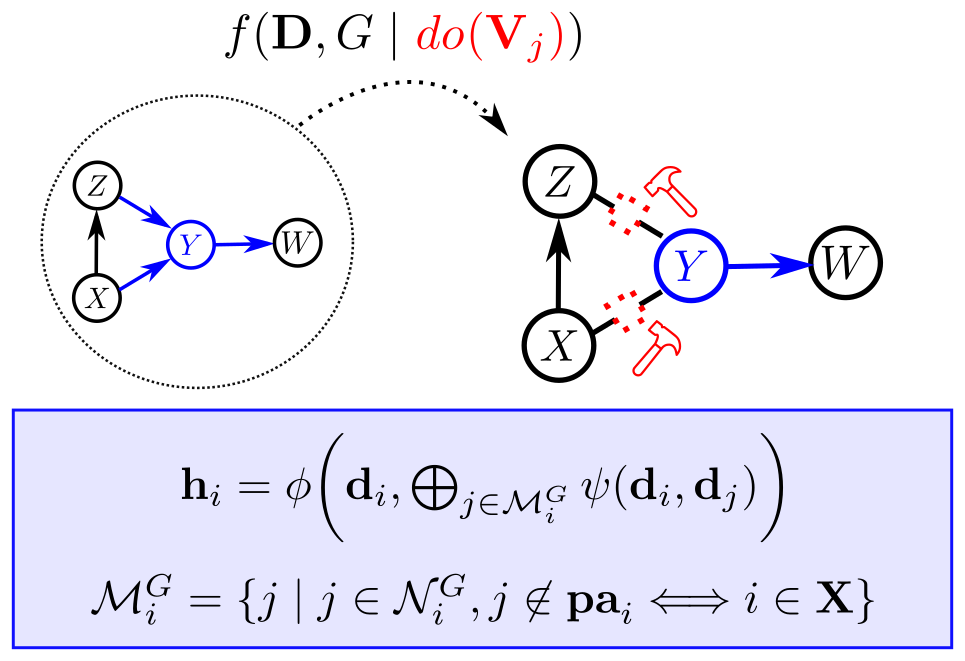 f(𝐃, G | do(𝐕_j))
Z
Y
W
X
Z
Y
W
X
𝐡_i = ϕ(𝐝_i, ⨁_{j∈ℳ_i^G} ψ(𝐝_i, 𝐝_j))
ℳ_i^G = {j | j ∈ 𝒩_i^G, j ∉ 𝐩𝐚_i ⟺ i ∈ 𝐗}